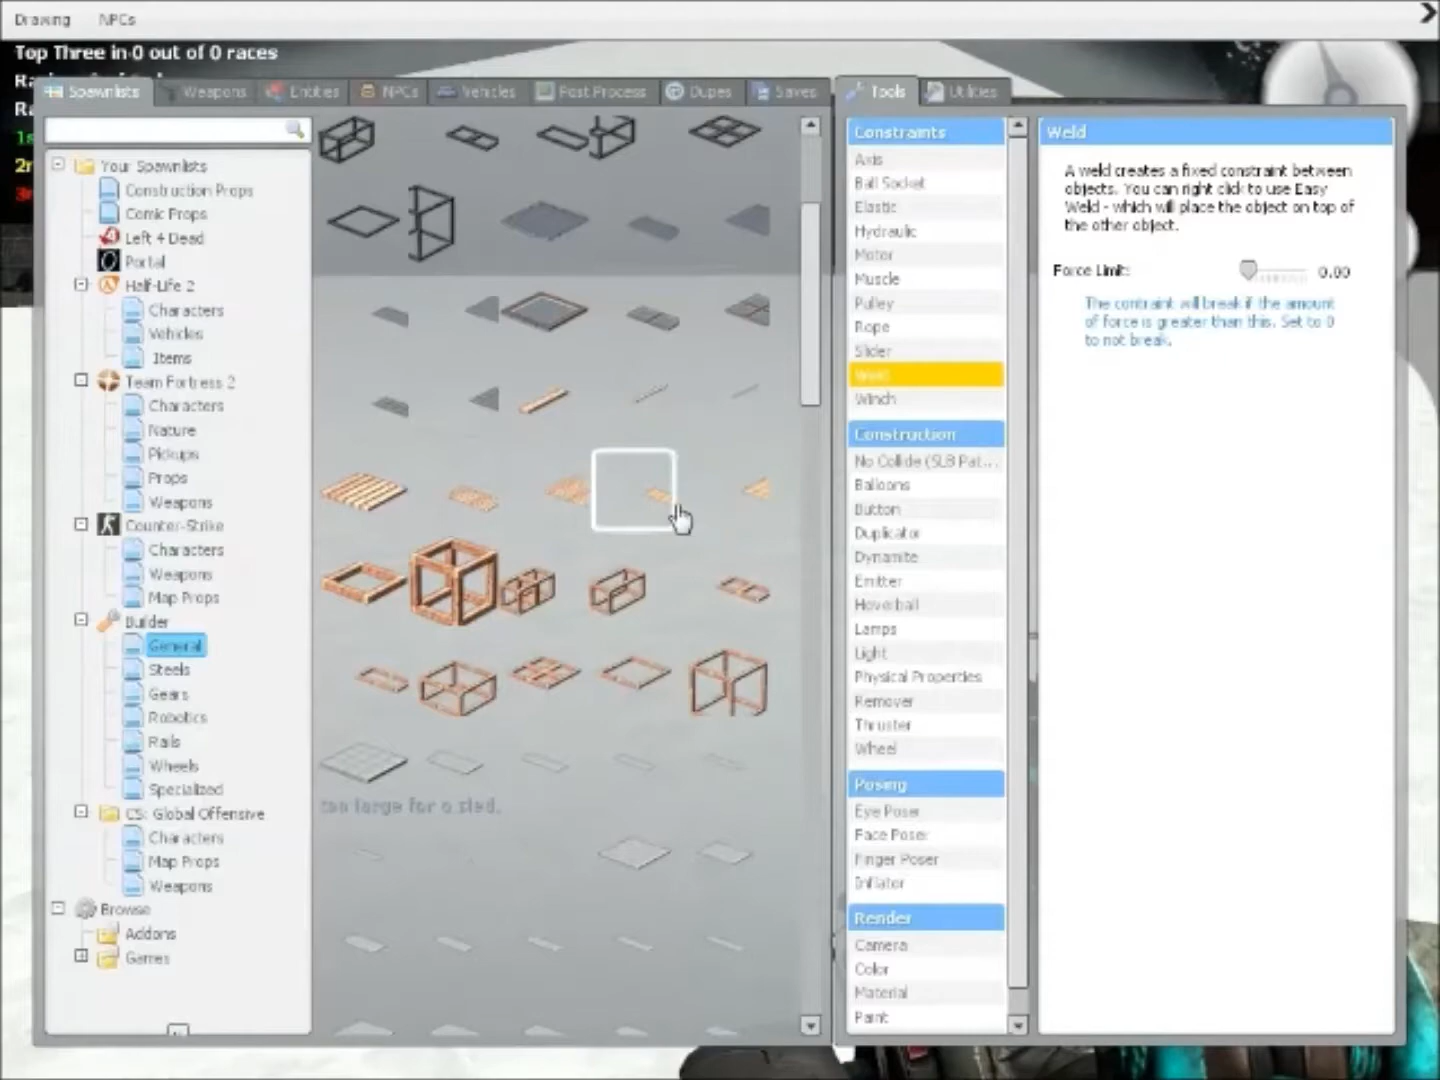 Drawing NPCs
Top Three in 0 out of 0 races
Ra
Ra
1s
2n
Spawnlists Weapons Entities NPCs Vehicles Post Process Dupes Saves
Your Spawnlists
Construction Props
Comic Props
Left 4 Dead
Portal
Half-Life 2
Characters
Vehicles
Items
Team Fortress 2
Characters
Nature
Pickups
Props
Weapons
Counter-Strike
Characters
Weapons
Map Props
Builder
General
Steels
Gears
Robotics
Rails
Wheels
Specialized
CS: Global Offensive
Characters
Map Props
Weapons
Browse
Addons
Games
too large for a sled.
Tools Utilities
Constraints
Axis
Ball Socket
Elastic
Hydraulic
Motor
Muscle
Pulley
Rope
Slider
Weld
Winch
Construction
No Collide (SLB Pat...
Balloons
Button
Duplicator
Dynamite
Emitter
Hoverball
Lamps
Light
Physical Properties
Remover
Thruster
Wheel
Posing
Eye Poser
Face Poser
Finger Poser
Inflator
Render
Camera
Color
Material
Paint
Weld
A weld creates a fixed constraint between
objects. You can right click to use Easy
Weld - which will place the object on top of
the other object.
Force Limit: 0.00
The contraint will break if the amount
of force is greater than this. Set to 0
to not break.